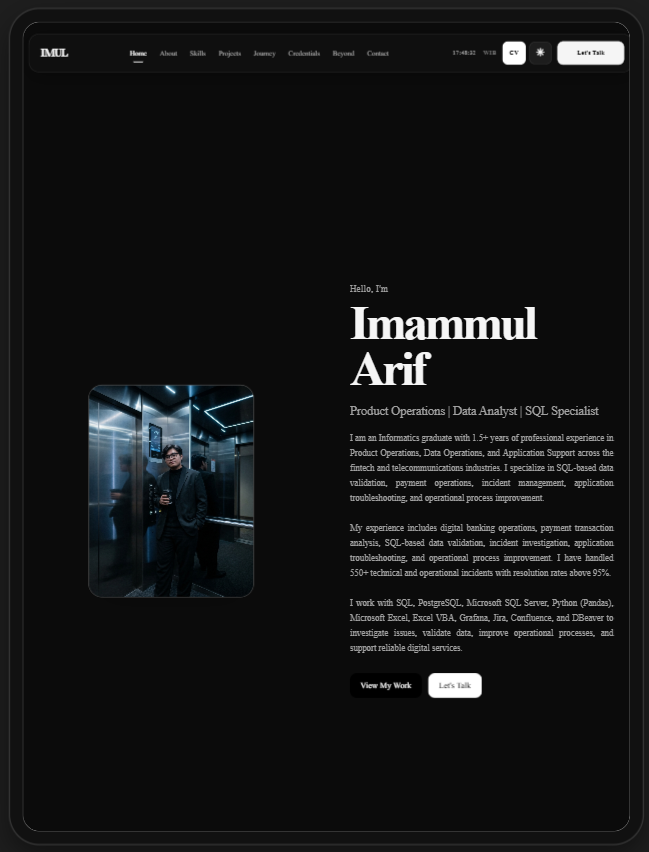 IMUL
Home About Skills Projects Journey Credentials Beyond Contact
WIB CV Let's Talk
Hello, I'm
Imammul
Arif
Product Operations | Data Analyst | SQL Specialist
I am an Informatics graduate with 1.5+ years of professional experience in
Product Operations, Data Operations, and Application Support across the
fintech and telecommunications industries. I specialize in SQL-based data
validation, payment operations, incident management, application
troubleshooting, and operational process improvement.
My experience includes digital banking operations, payment transaction
analysis, SQL-based data validation, incident investigation, application
troubleshooting, and operational process improvement. I have handled
550+ technical and operational incidents with resolution rates above 95%.
I work with SQL, PostgreSQL, Microsoft SQL Server, Python (Pandas),
Microsoft Excel, Excel VBA, Grafana, Jira, Confluence, and DBeaver to
investigate issues, validate data, improve operational processes, and
support reliable digital services.
View My Work Let's Talk